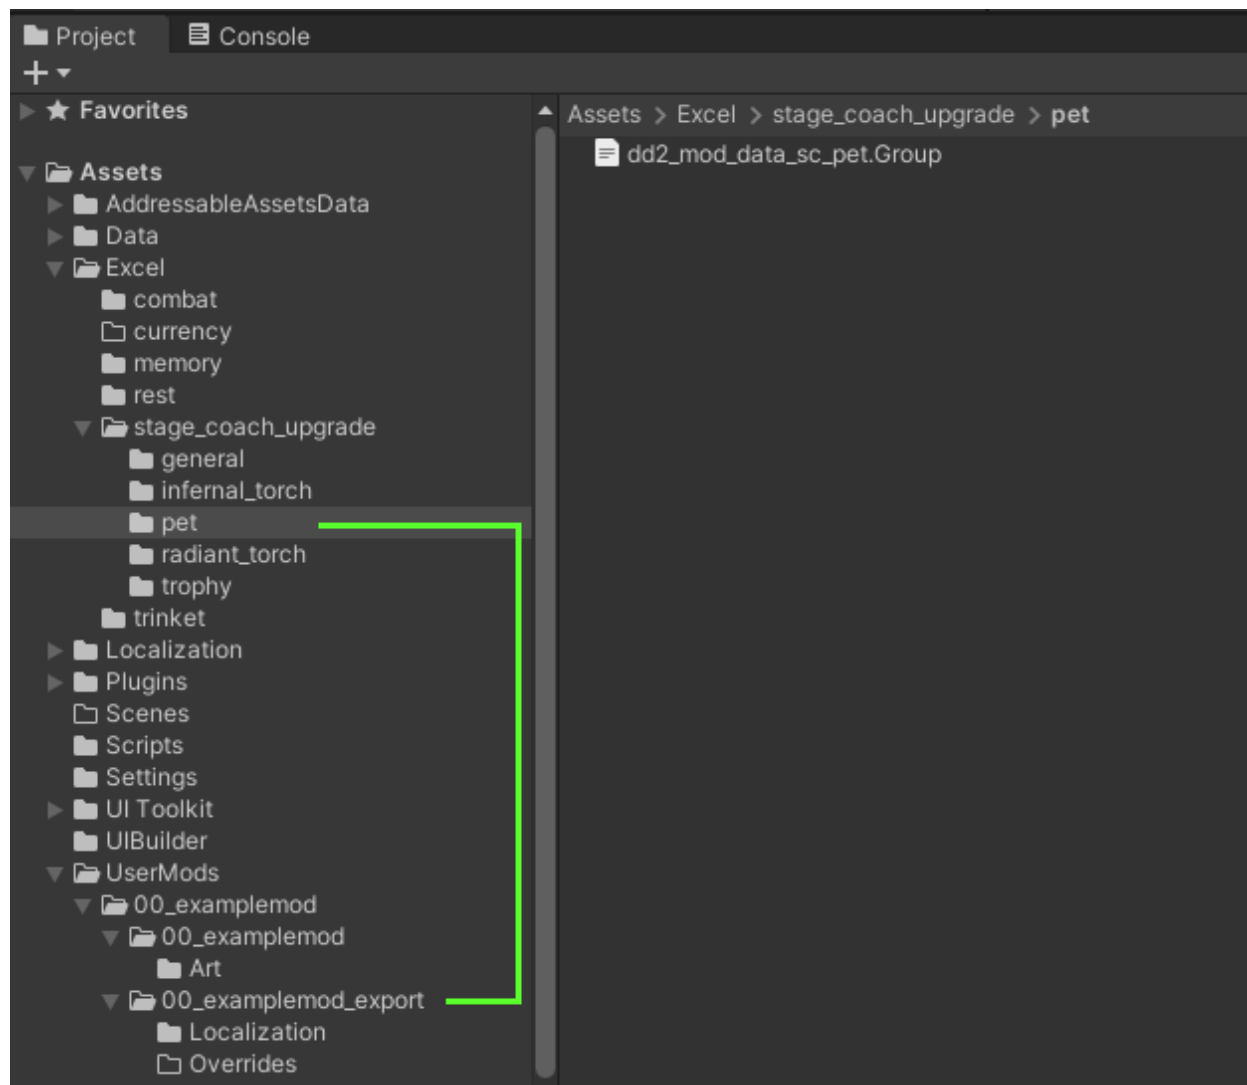 Project
Console
Favorites
Assets
AddressableAssetsData
Data
Excel
combat
currency
memory
rest
stage_coach_upgrade
general
infernal_torch
pet
radiant_torch
trophy
trinket
Localization
Plugins
Scenes
Scripts
Settings
UI Toolkit
UIBuilder
UserMods
00_examplemod
00_examplemod
Art
00_examplemod_export
Localization
Overrides
Assets > Excel > stage_coach_upgrade > pet
dd2_mod_data_sc_pet.Group